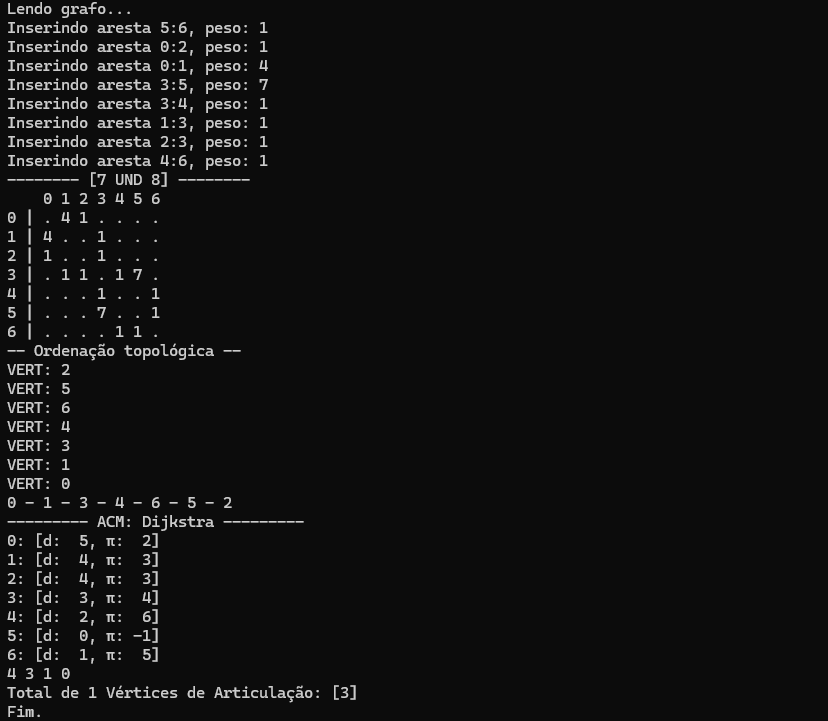 Lendo grafo...
Inserindo aresta 5:6, peso: 1
Inserindo aresta 0:2, peso: 1
Inserindo aresta 0:1, peso: 4
Inserindo aresta 3:5, peso: 7
Inserindo aresta 3:4, peso: 1
Inserindo aresta 1:3, peso: 1
Inserindo aresta 2:3, peso: 1
Inserindo aresta 4:6, peso: 1
-------- [7 UND 8] --------
    0 1 2 3 4 5 6
0 | . 4 1 . . . .
1 | 4 . . 1 . . .
2 | 1 . . 1 . . .
3 | . 1 1 . 1 7 .
4 | . . . 1 . . 1
5 | . . . 7 . . 1
6 | . . . . 1 1 .
-- Ordenação topológica --
VERT: 2
VERT: 5
VERT: 6
VERT: 4
VERT: 3
VERT: 1
VERT: 0
0 - 1 - 3 - 4 - 6 - 5 - 2
--------- ACM: Dijkstra ---------
0: [d:  5, π:  2]
1: [d:  4, π:  3]
2: [d:  4, π:  3]
3: [d:  3, π:  4]
4: [d:  2, π:  6]
5: [d:  0, π: -1]
6: [d:  1, π:  5]
4 3 1 0
Total de 1 Vértices de Articulação: [3]
Fim.